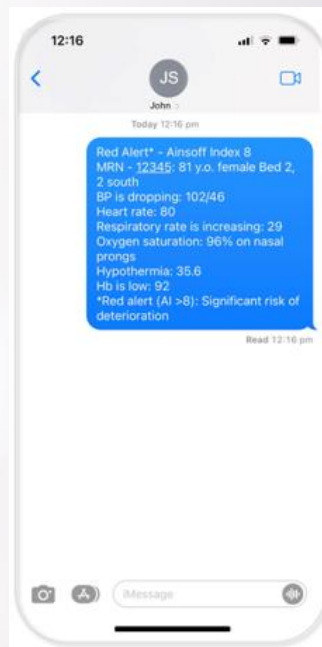 12:16
JS
John
Today 12:16 pm
Red Alert* - Ainsoff Index 8
MRN - 12345: 81 y.o. female Bed 2,
2 south
BP is dropping: 102/46
Heart rate: 80
Respiratory rate is increasing: 29
Oxygen saturation: 96% on nasal
prongs
Hypothermia: 35.6
Hb is low: 92
*Red alert (AI >8): Significant risk of
deterioration
Read 12:16 pm
iMessage